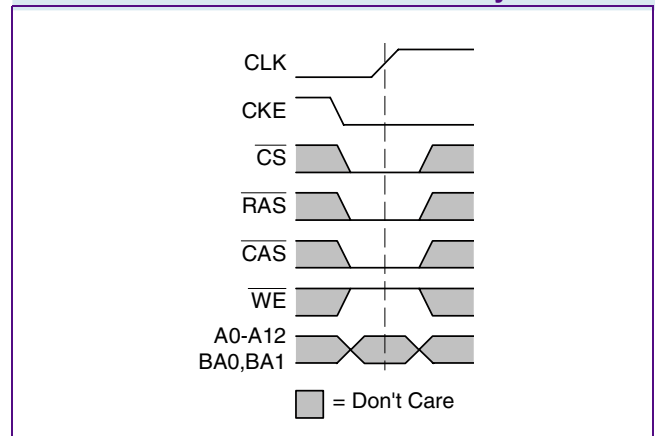 CLK
CKE
CS
RAS
CAS
WE
A0-A12
BA0,BA1
= Don't Care